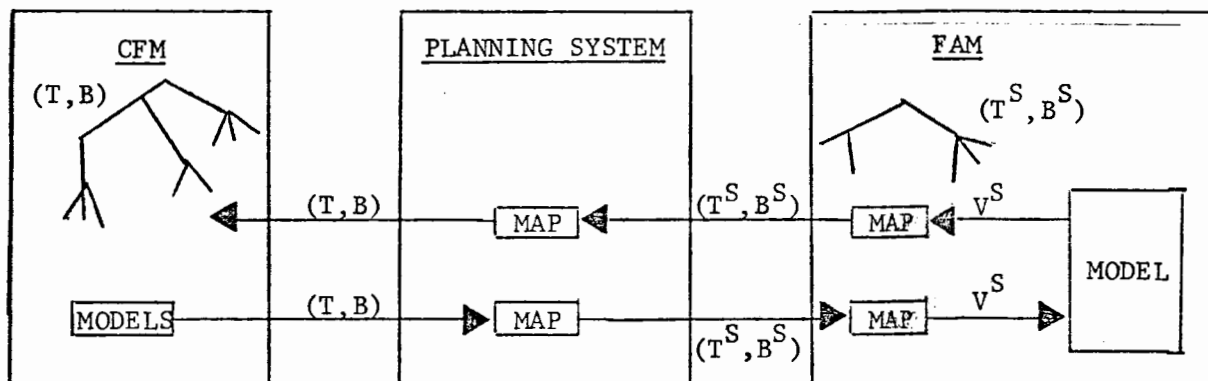 CFM
PLANNING SYSTEM
FAM
(T,B)
(T^S,B^S)
(T,B)
(T^S,B^S)
V^S
MAP
MAP
MODEL
MODELS
(T,B)
MAP
(T^S,B^S)
MAP
V^S